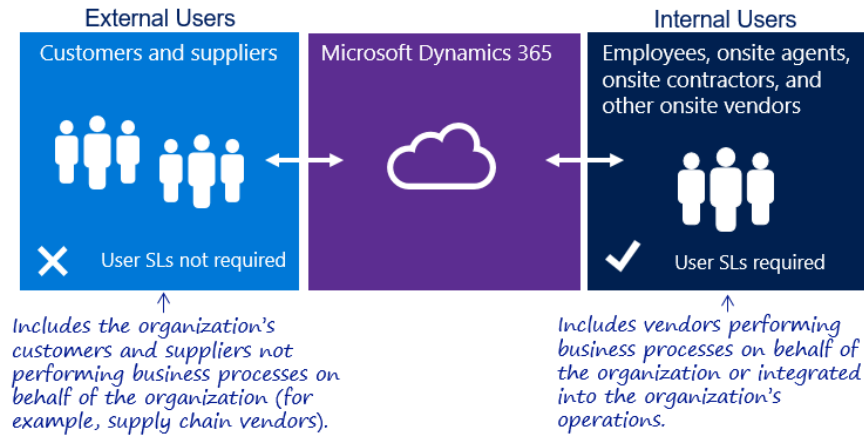 External Users
Internal Users
Customers and suppliers
Microsoft Dynamics 365
Employees, onsite agents,
onsite contractors, and
other onsite vendors
User SLs not required
User SLs required
Includes the organization's
customers and suppliers not
performing business processes on
behalf of the organization (for
example, supply chain vendors).
Includes vendors performing
business processes on behalf of
the organization or integrated
into the organization's
operations.